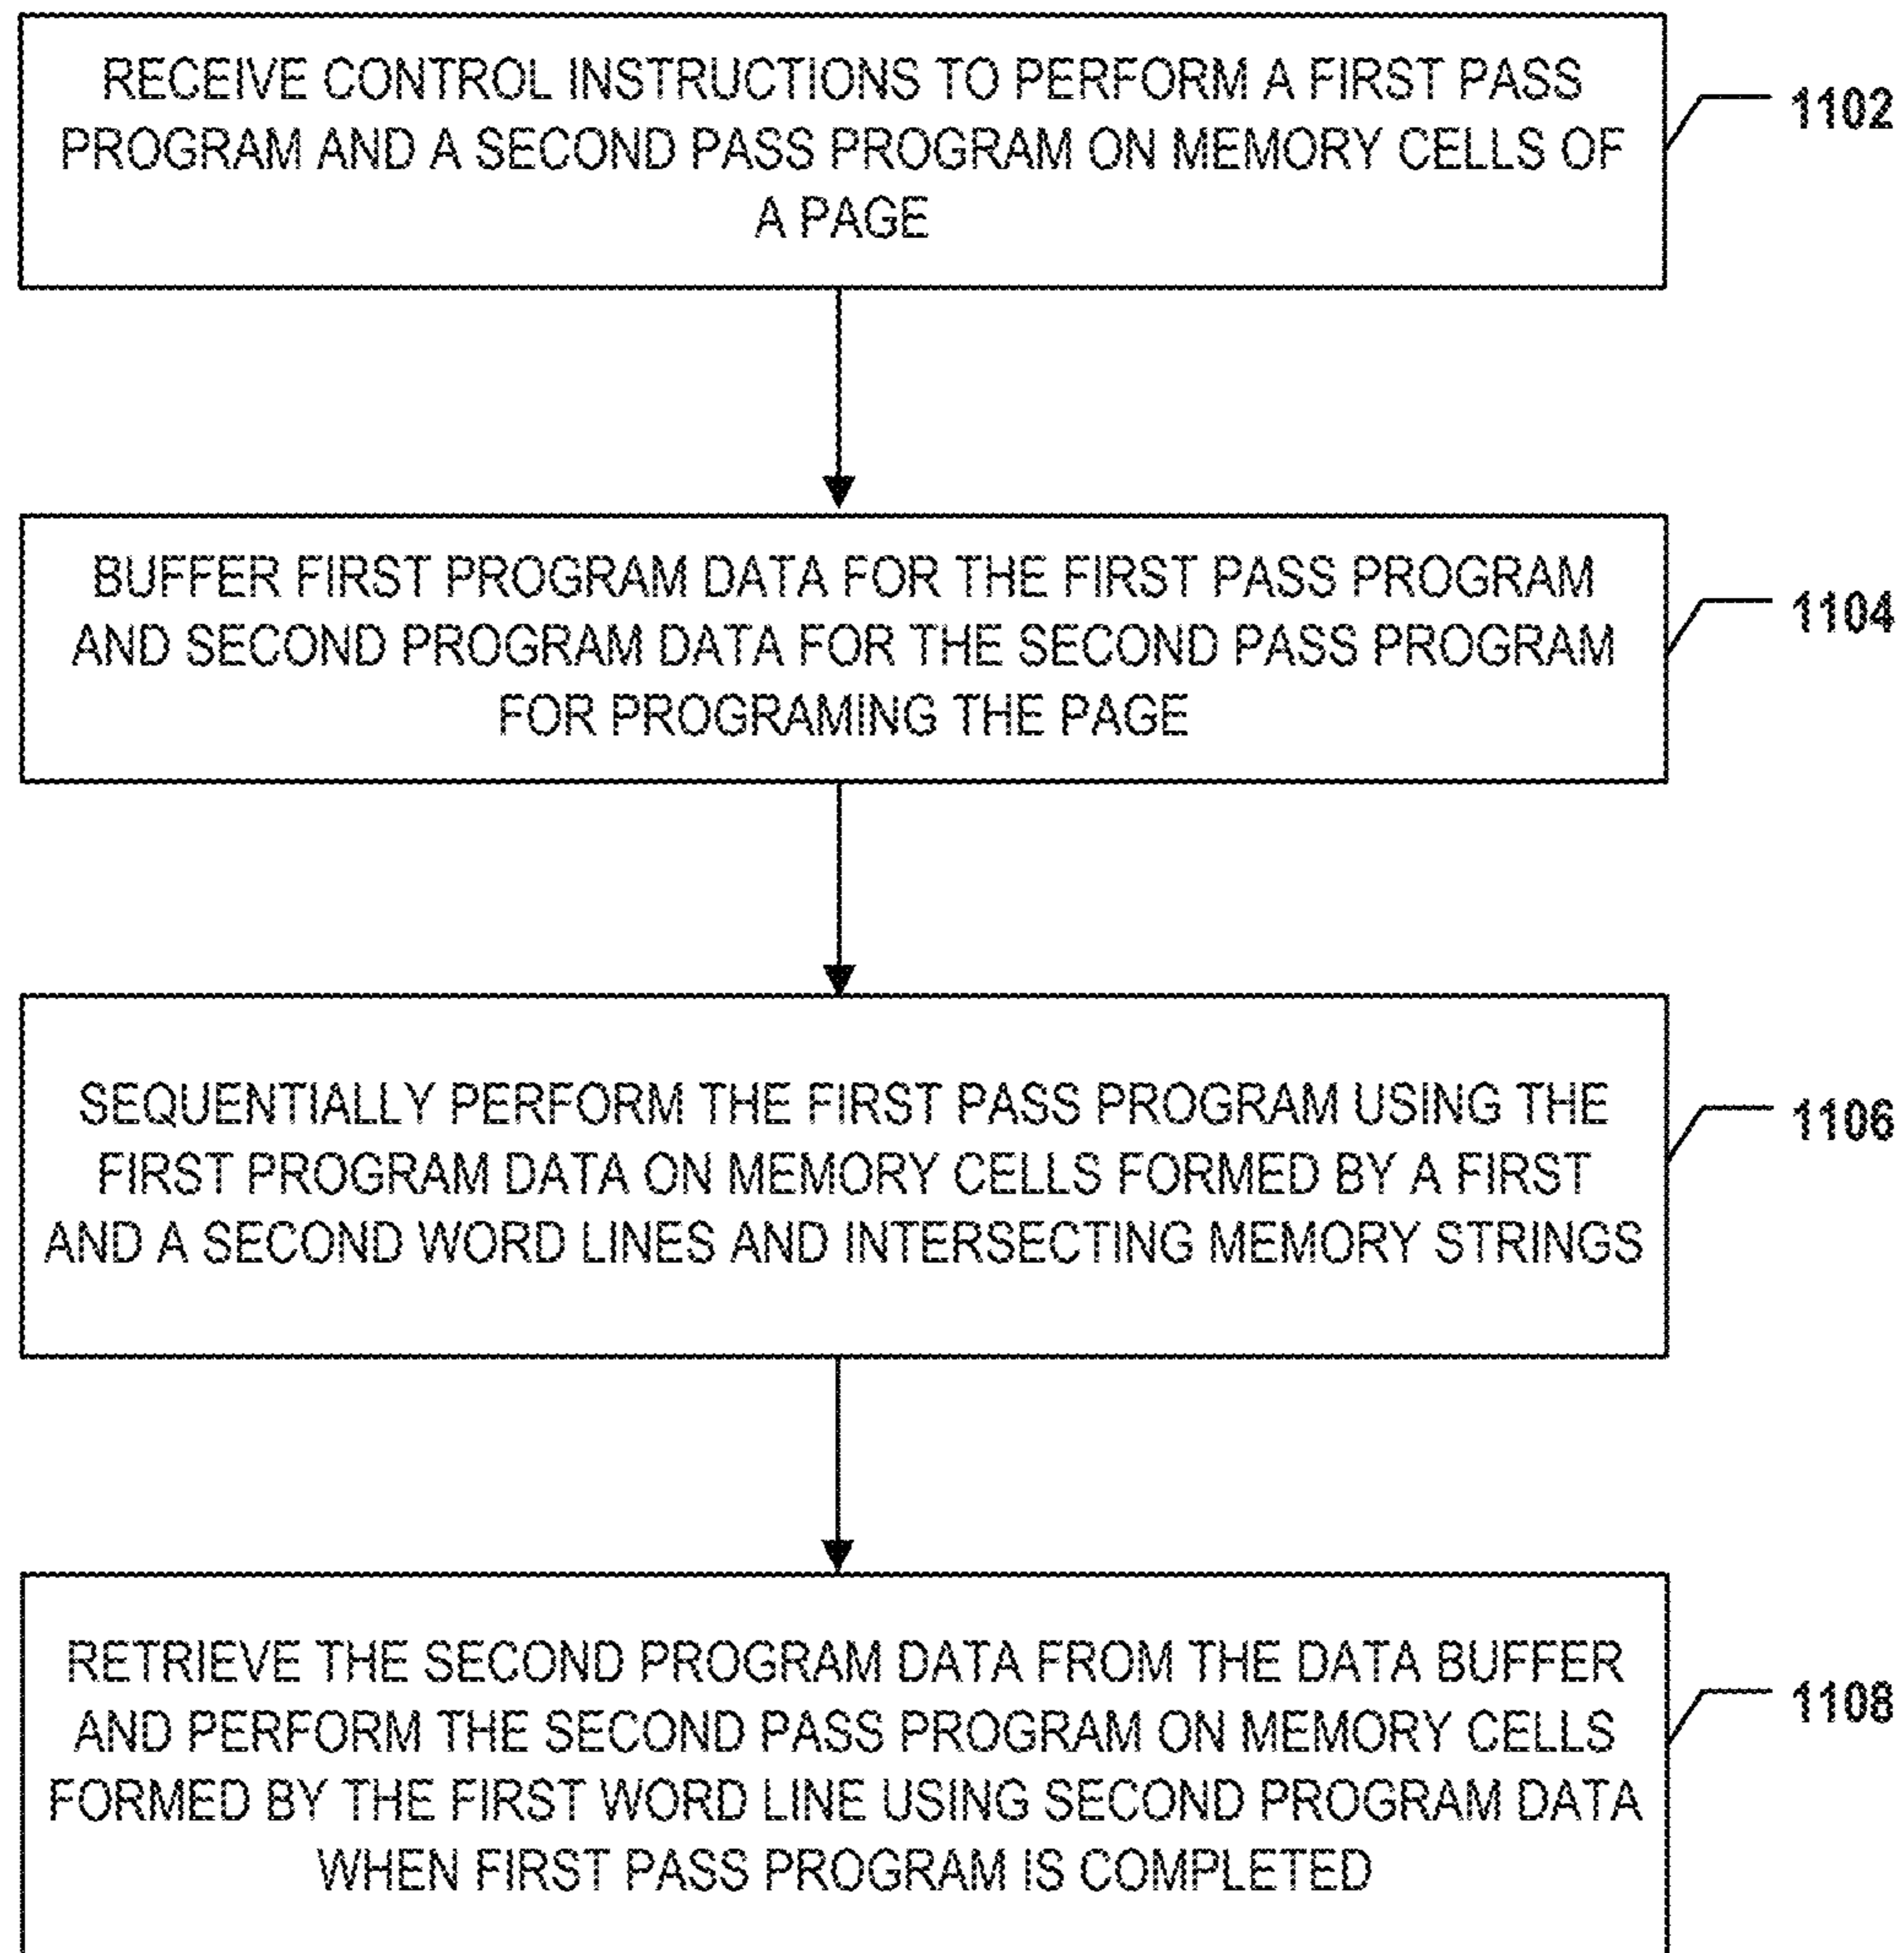 RECEIVE CONTROL INSTRUCTIONS TO PERFORM A FIRST PASS
PROGRAM AND A SECOND PASS PROGRAM ON MEMORY CELLS OF
A PAGE
1102
BUFFER FIRST PROGRAM DATA FOR THE FIRST PASS PROGRAM
AND SECOND PROGRAM DATA FOR THE SECOND PASS PROGRAM
FOR PROGRAMING THE PAGE
1104
SEQUENTIALLY PERFORM THE FIRST PASS PROGRAM USING THE
FIRST PROGRAM DATA ON MEMORY CELLS FORMED BY A FIRST
AND A SECOND WORD LINES AND INTERSECTING MEMORY STRINGS
1106
RETRIEVE THE SECOND PROGRAM DATA FROM THE DATA BUFFER
AND PERFORM THE SECOND PASS PROGRAM ON MEMORY CELLS
FORMED BY THE FIRST WORD LINE USING SECOND PROGRAM DATA
WHEN FIRST PASS PROGRAM IS COMPLETED
1108